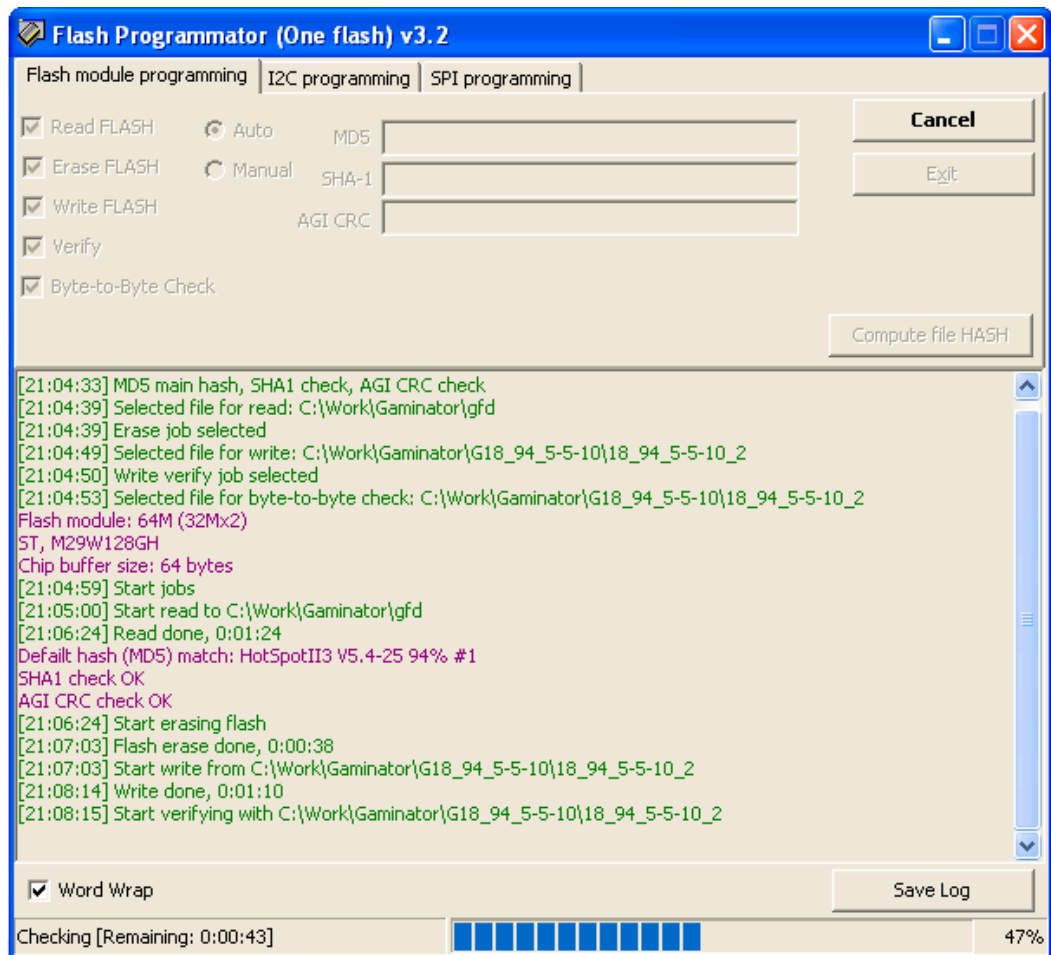 Flash Programmator (One flash) v3.2
Flash module programming I2C programming SPI programming
Read FLASH Auto MD5 Cancel
Erase FLASH Manual SHA-1 Exit
Write FLASH AGI CRC
Verify
Byte-to-Byte Check
Compute file HASH
[21:04:33] MD5 main hash, SHA1 check, AGI CRC check
[21:04:39] Selected file for read: C:\Work\Gaminator\gfd
[21:04:39] Erase job selected
[21:04:49] Selected file for write: C:\Work\Gaminator\G18_94_5-5-10\18_94_5-5-10_2
[21:04:50] Write verify job selected
[21:04:53] Selected file for byte-to-byte check: C:\Work\Gaminator\G18_94_5-5-10\18_94_5-5-10_2
Flash module: 64M (32Mx2)
ST, M29W128GH
Chip buffer size: 64 bytes
[21:04:59] Start jobs
[21:05:00] Start read to C:\Work\Gaminator\gfd
[21:06:24] Read done, 0:01:24
Defailt hash (MD5) match: HotSpotII3 V5.4-25 94% #1
SHA1 check OK
AGI CRC check OK
[21:06:24] Start erasing flash
[21:07:03] Flash erase done, 0:00:38
[21:07:03] Start write from C:\Work\Gaminator\G18_94_5-5-10\18_94_5-5-10_2
[21:08:14] Write done, 0:01:10
[21:08:15] Start verifying with C:\Work\Gaminator\G18_94_5-5-10\18_94_5-5-10_2
Word Wrap Save Log
Checking [Remaining: 0:00:43] 47%